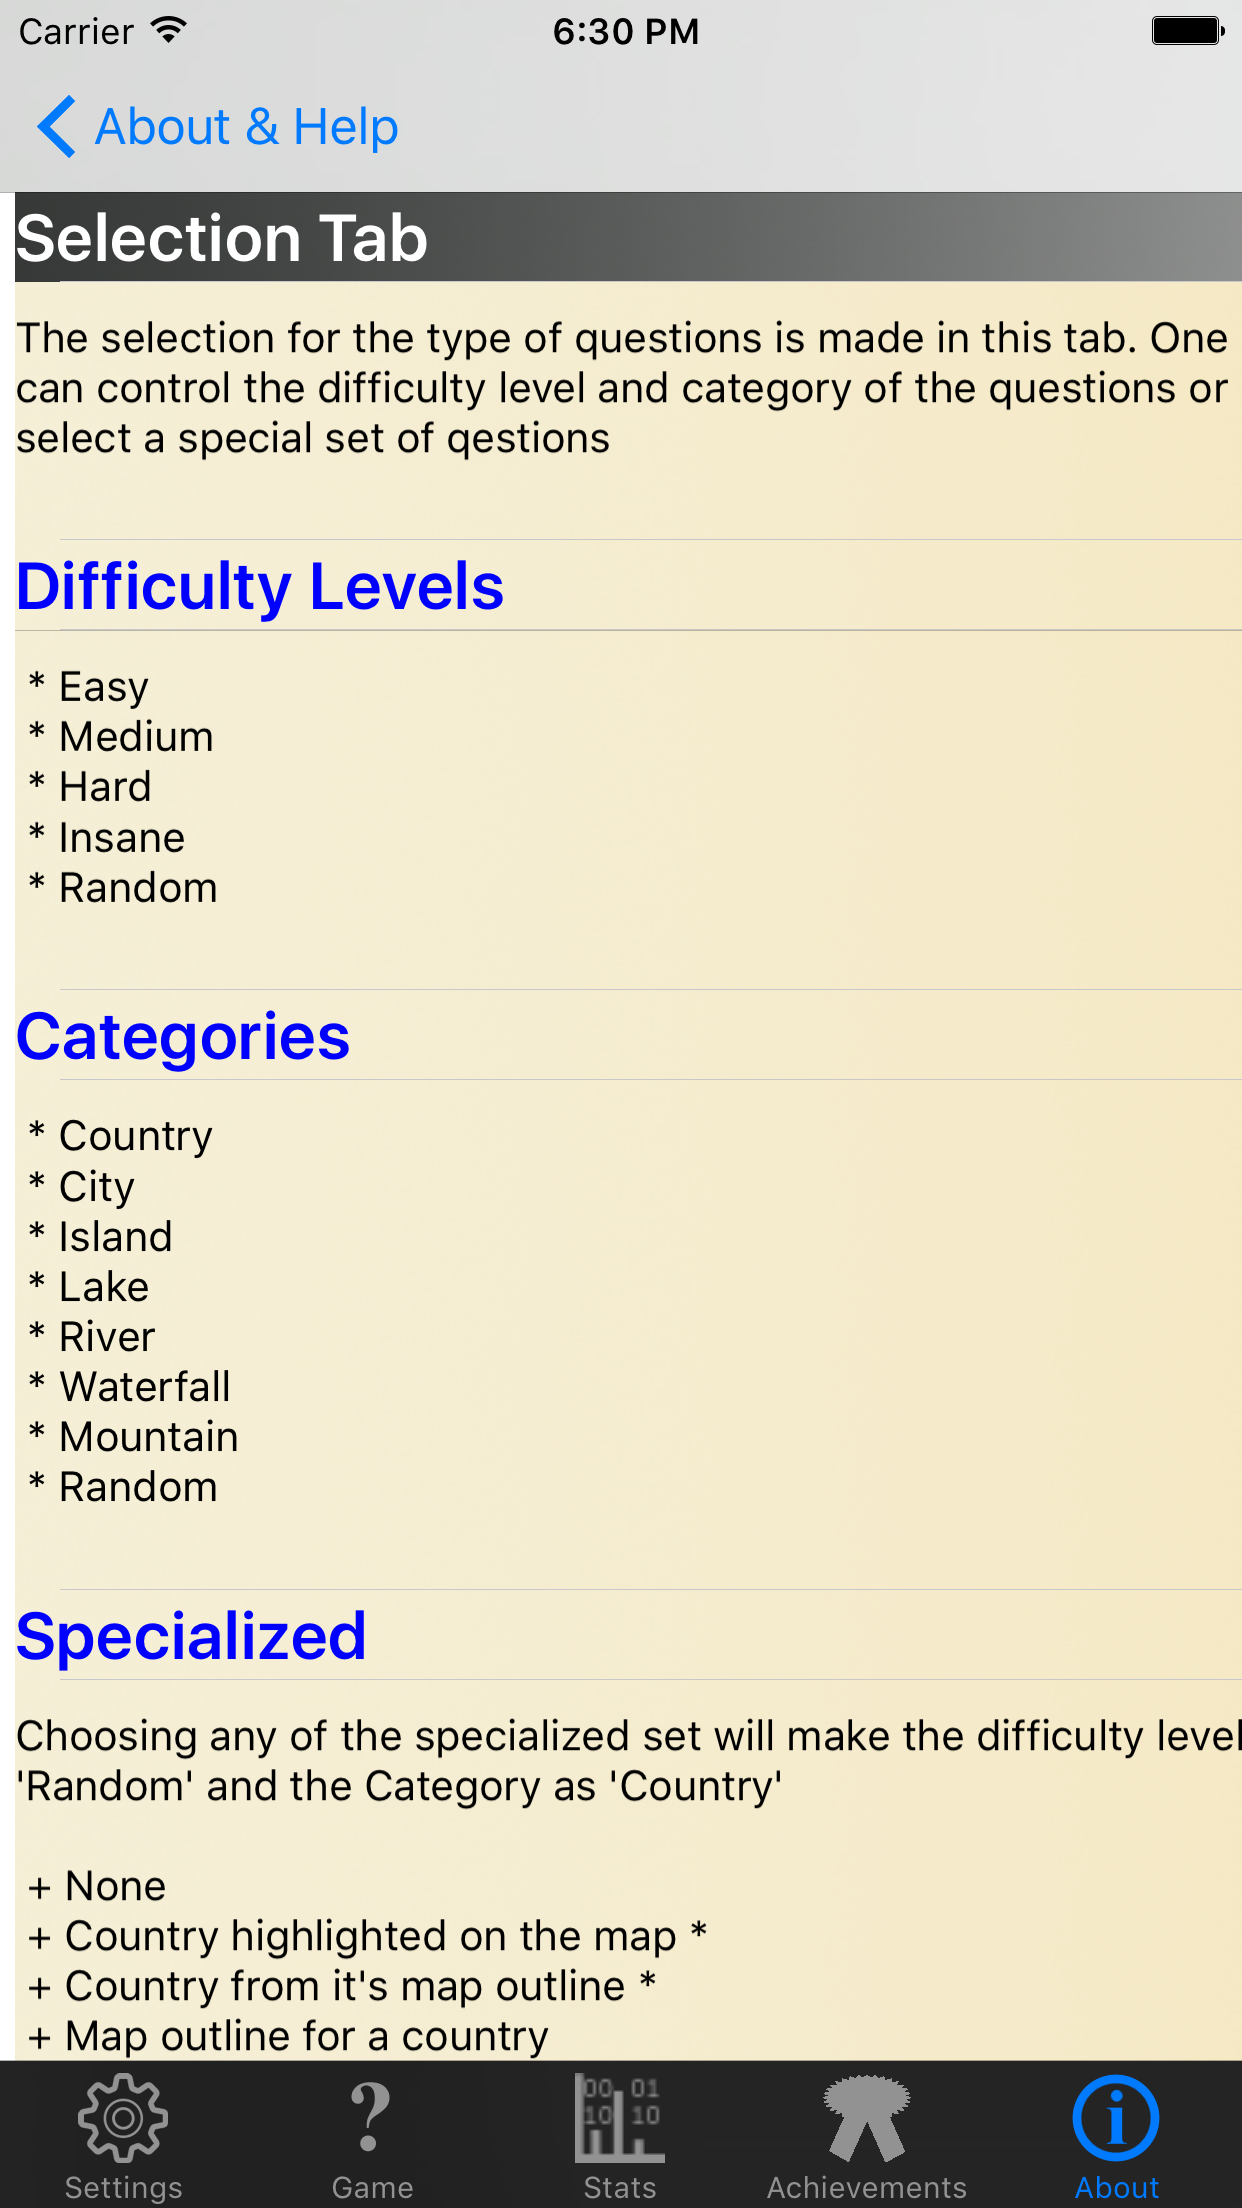 Carrier 6:30 PM
About & Help
Selection Tab
The selection for the type of questions is made in this tab. One
can control the difficulty level and category of the questions or
select a special set of qestions
Difficulty Levels
* Easy
* Medium
* Hard
* Insane
* Random
Categories
* Country
* City
* Island
* Lake
* River
* Waterfall
* Mountain
* Random
Specialized
Choosing any of the specialized set will make the difficulty level
'Random' and the Category as 'Country'
+ None
+ Country highlighted on the map *
+ Country from it's map outline *
+ Map outline for a country
00 01
10 10
Settings Game Stats Achievements About